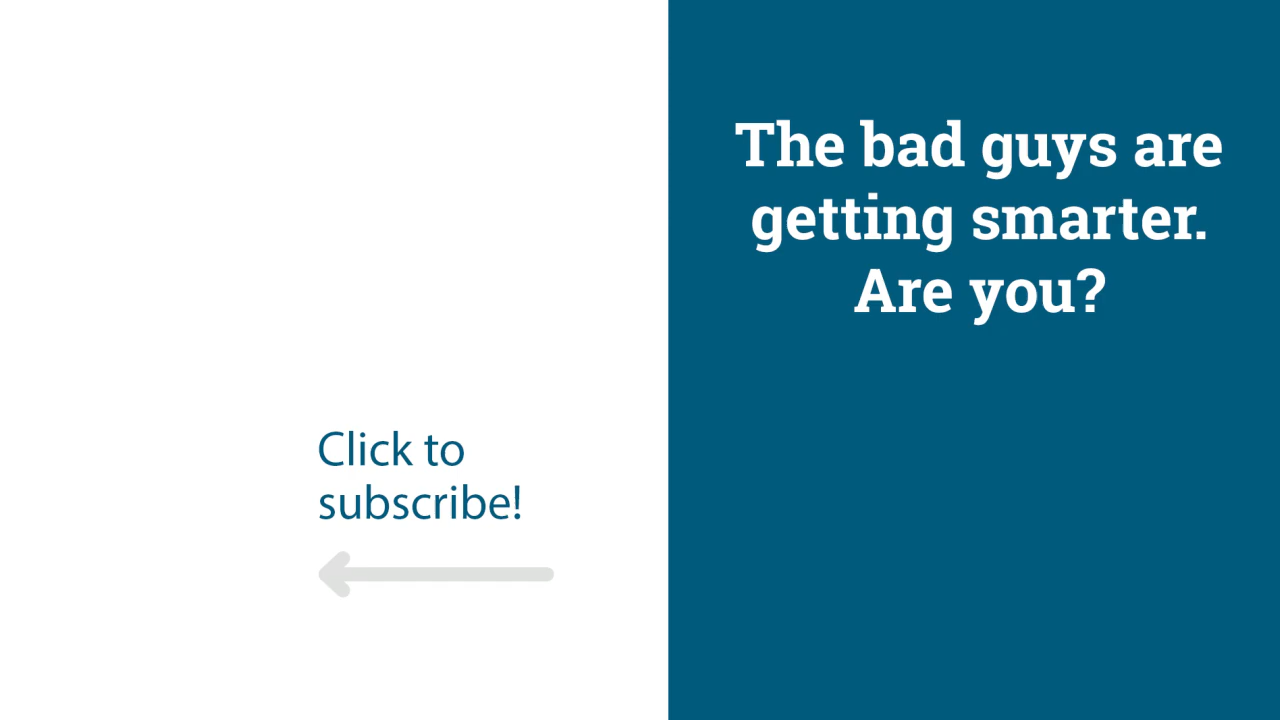 The bad guys are
getting smarter.
Are you?
Click to
subscribe!